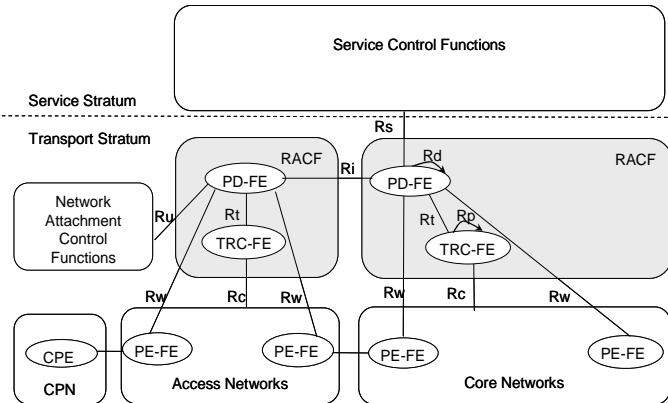 Service Control Functions
Service Stratum
Transport Stratum
Rs
RACF
Ri
Rd
RACF
PD-FE
PD-FE
Network
Attachment
Control
Functions
Ru
Rt
Rt
Rp
TRC-FE
TRC-FE
Rw
Rc
Rw
Rw
Rc
Rw
CPE
PE-FE
PE-FE
PE-FE
PE-FE
CPN
Access Networks
Core Networks